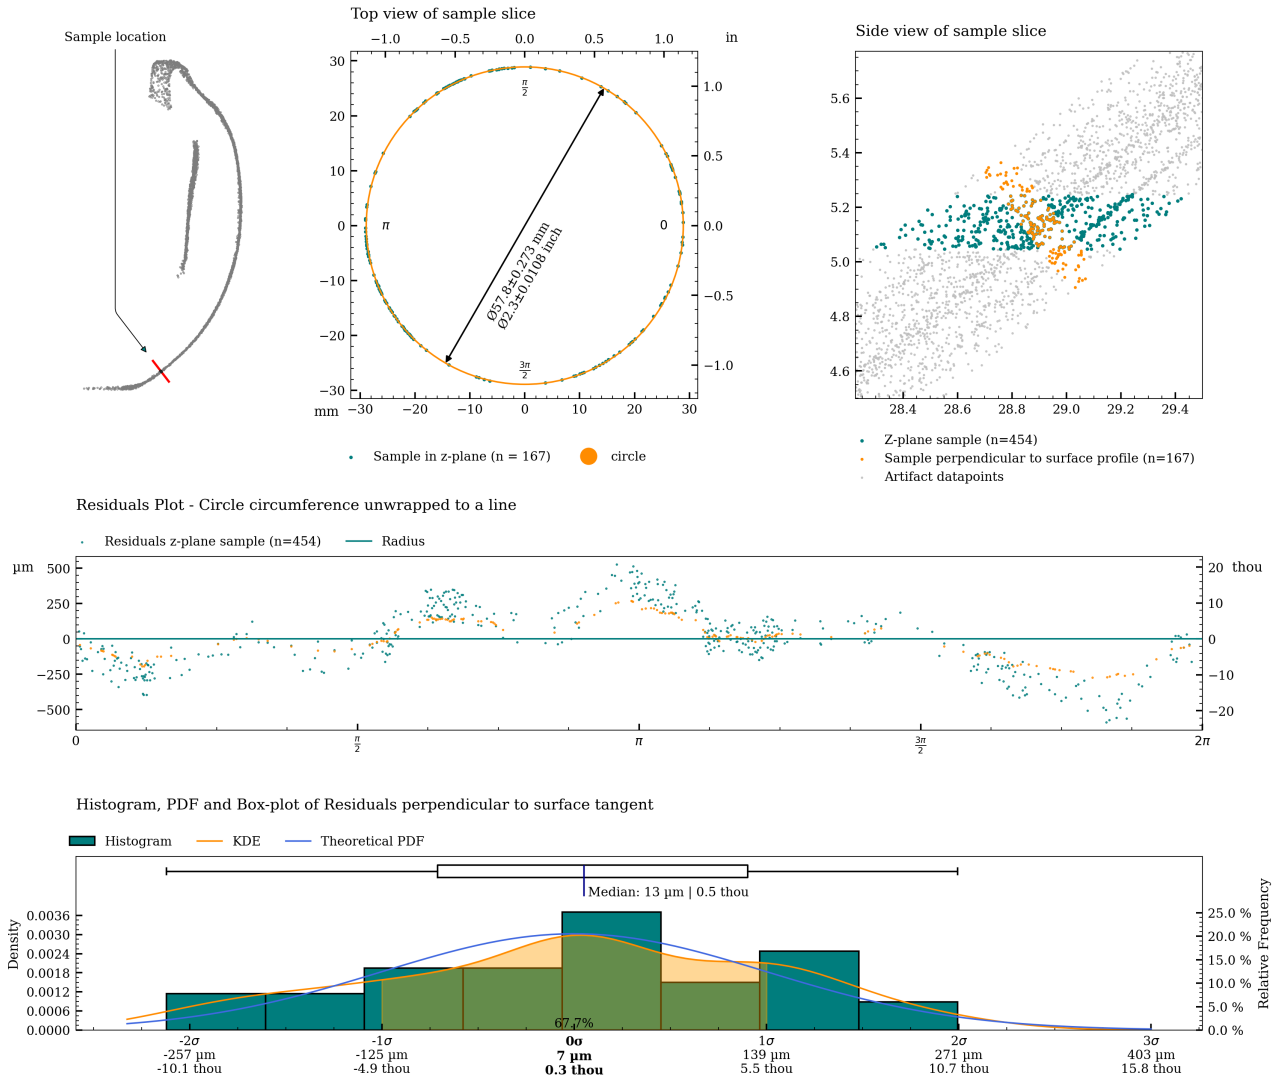 Sample location
Top view of sample slice
−1.0 −0.5 0.0 0.5 1.0 in
30
20
10
0
−10
−20
−30
1.0
0.5
0.0
−0.5
−1.0
π/2
π
0
3π/2
Ø57.8±0.273 mm
Ø2.3±0.0108 inch
mm −30 −20 −10 0 10 20 30
Sample in z-plane (n = 167) circle
Side view of sample slice
5.6
5.4
5.2
5.0
4.8
4.6
28.4 28.6 28.8 29.0 29.2 29.4
Z-plane sample (n=454)
Sample perpendicular to surface profile (n=167)
Artifact datapoints
Residuals Plot - Circle circumference unwrapped to a line
Residuals z-plane sample (n=454) Radius
µm 500
250
0
−250
−500
20 thou
10
0
−10
−20
0 π/2 π 3π/2 2π
Histogram, PDF and Box-plot of Residuals perpendicular to surface tangent
Histogram KDE Theoretical PDF
Median: 13 µm | 0.5 thou
Density
0.0036
0.0030
0.0024
0.0018
0.0012
0.0006
0.0000
Relative Frequency
25.0 %
20.0 %
15.0 %
10.0 %
5.0 %
0.0 %
67.7%
-2σ -1σ 0σ 1σ 2σ 3σ
-257 µm -125 µm 7 µm 139 µm 271 µm 403 µm
-10.1 thou -4.9 thou 0.3 thou 5.5 thou 10.7 thou 15.8 thou